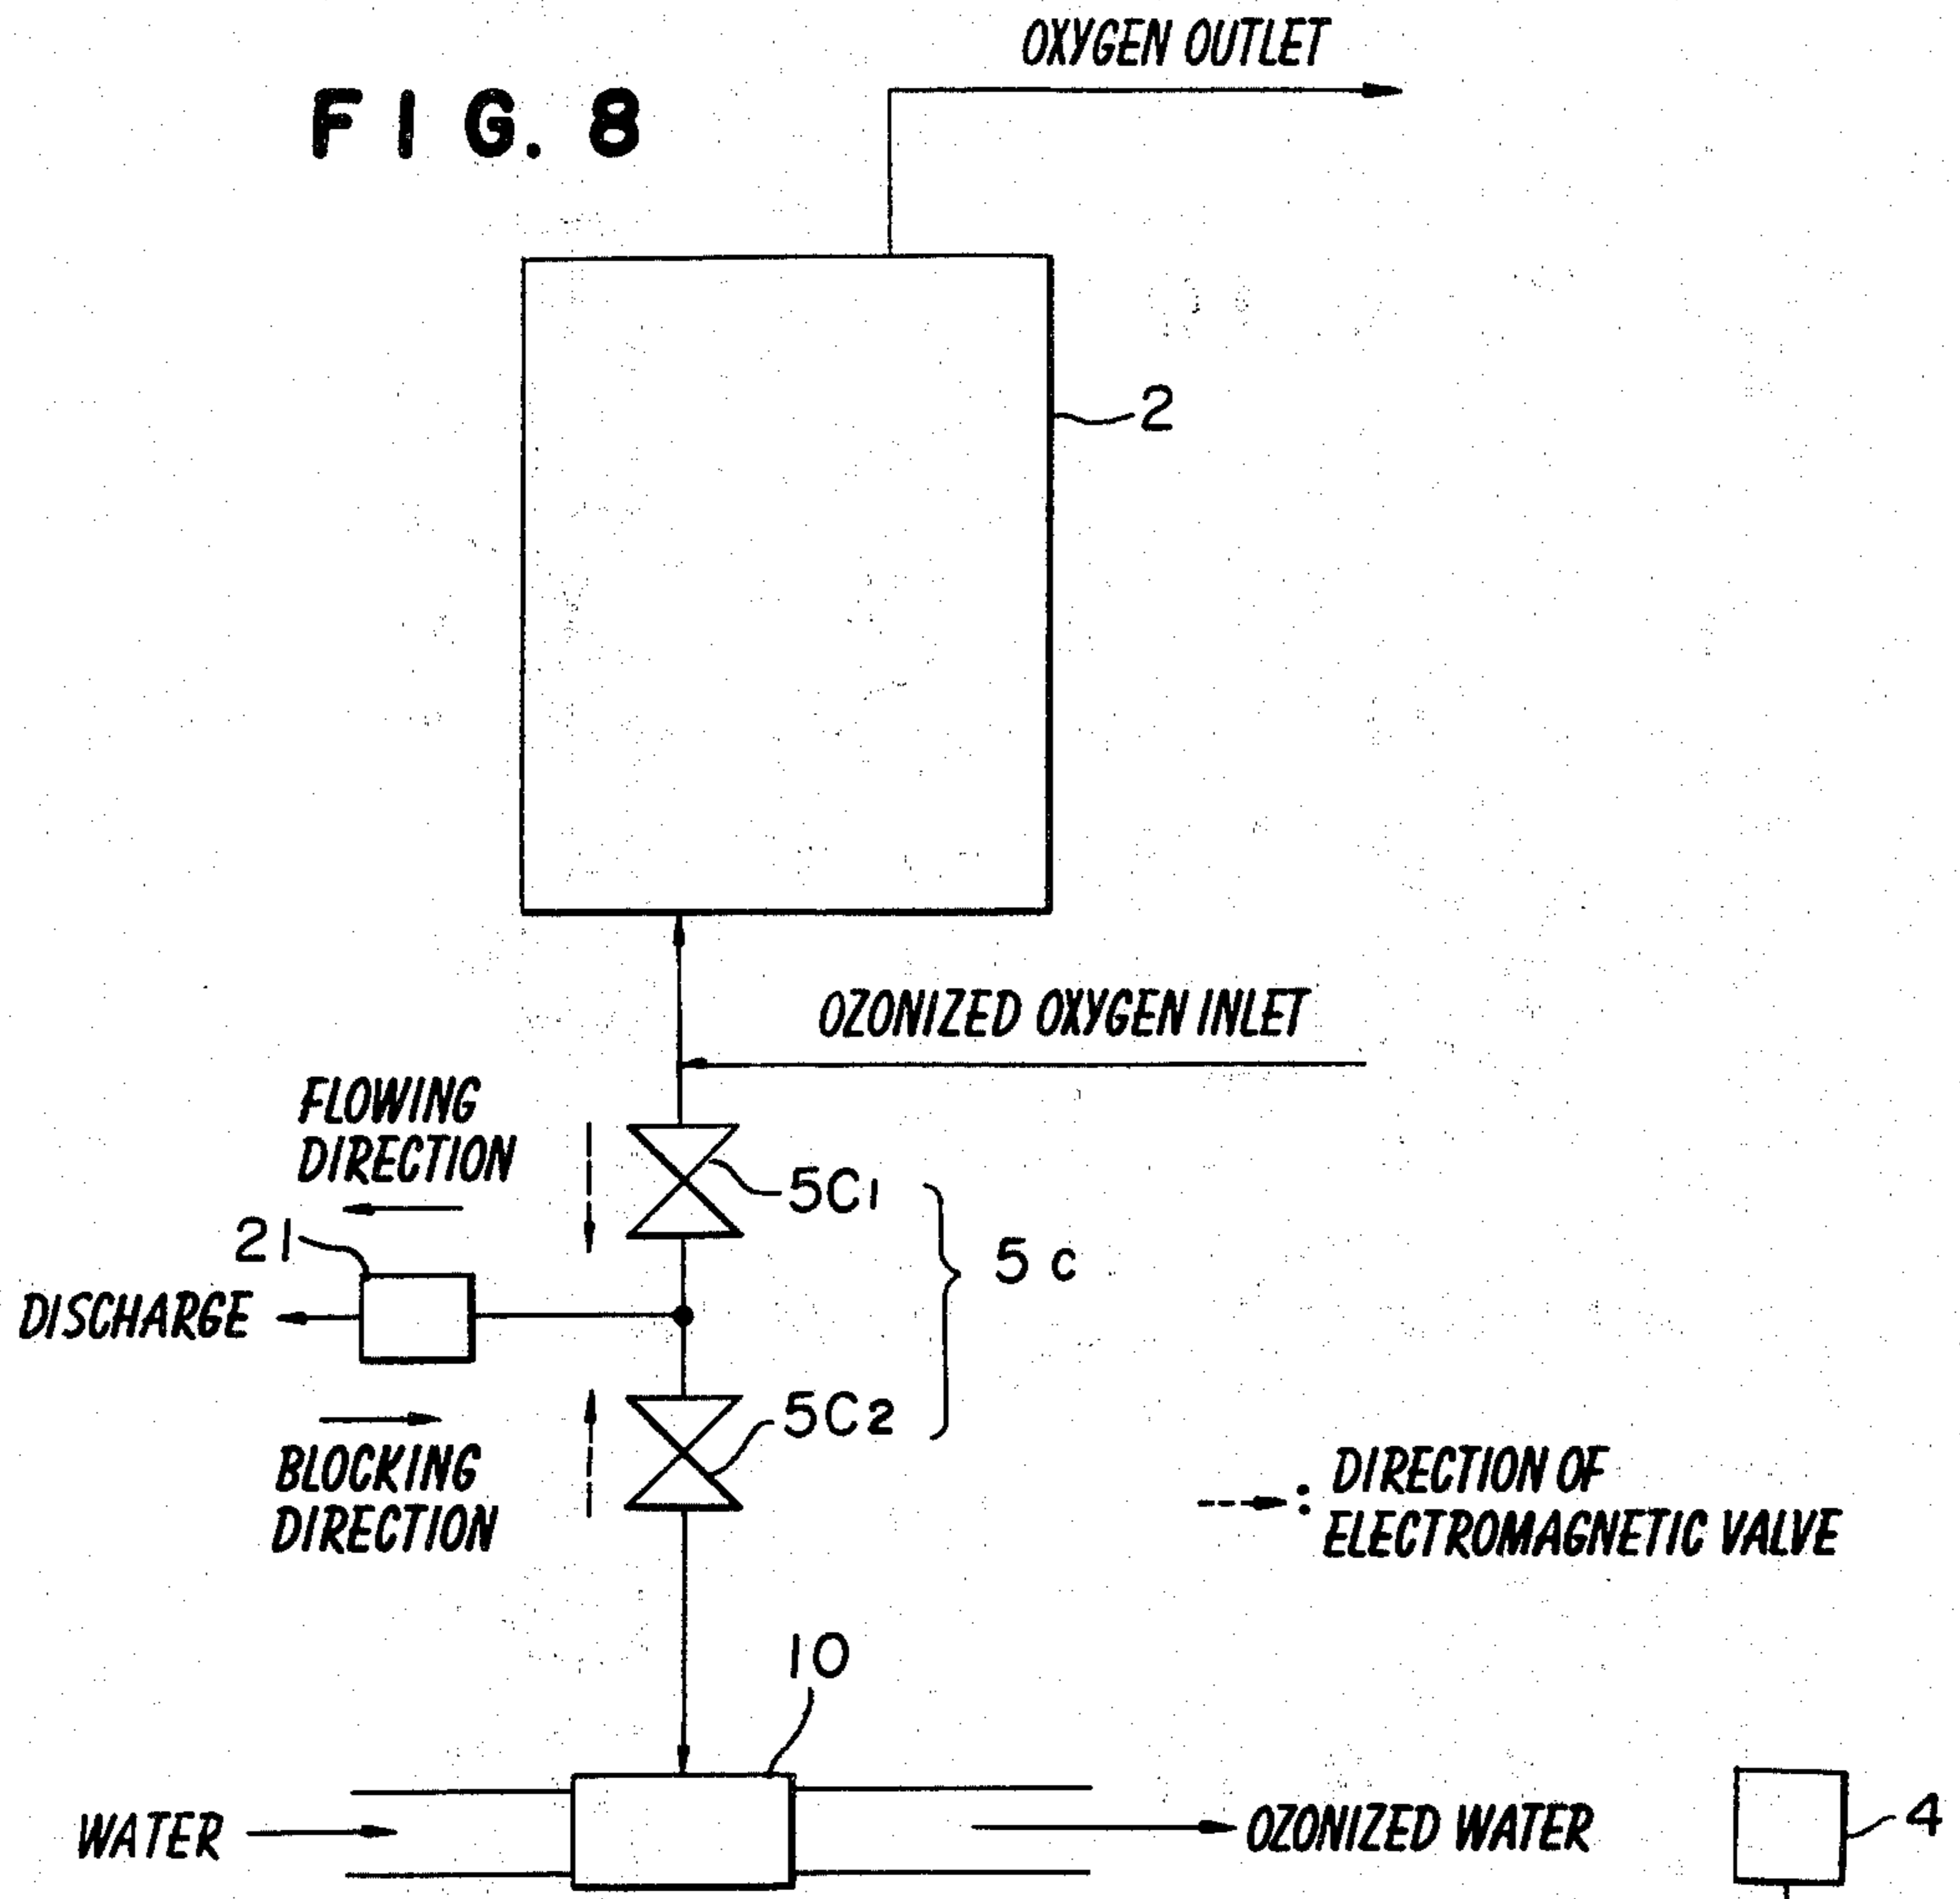 OXYGEN OUTLET
FIG. 8
2
OZONIZED OXYGEN INLET
FLOWING
DIRECTION
5C1
21
5c
DISCHARGE
5C2
BLOCKING
DIRECTION
: DIRECTION OF
ELECTROMAGNETIC VALVE
10
WATER
OZONIZED WATER
4